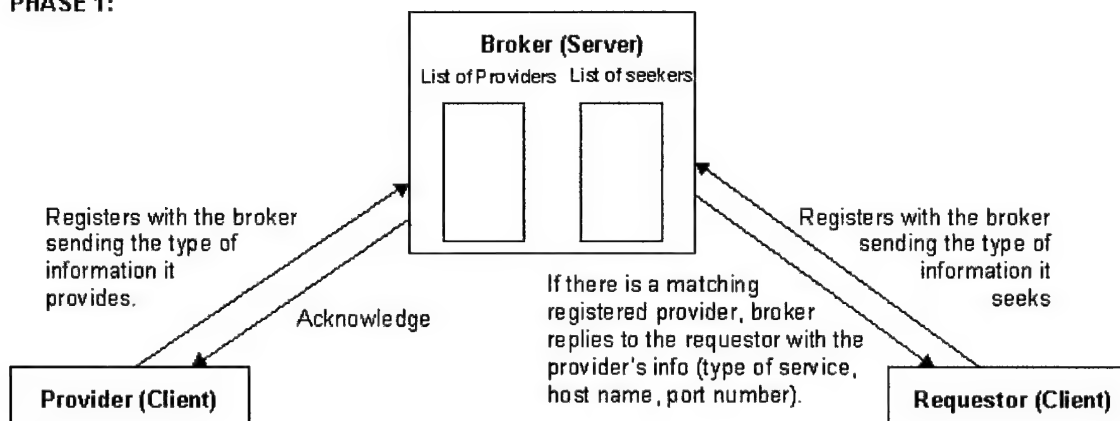 PHASE 1:
Broker (Server)
List of Providers List of seekers
Registers with the broker
sending the type of
information it
provides.
Acknowledge
If there is a matching
registered provider, broker
replies to the requestor with the
provider's info (type of service,
host name, port number).
Registers with the broker
sending the type of
information it
seeks
Provider (Client)
Requestor (Client)